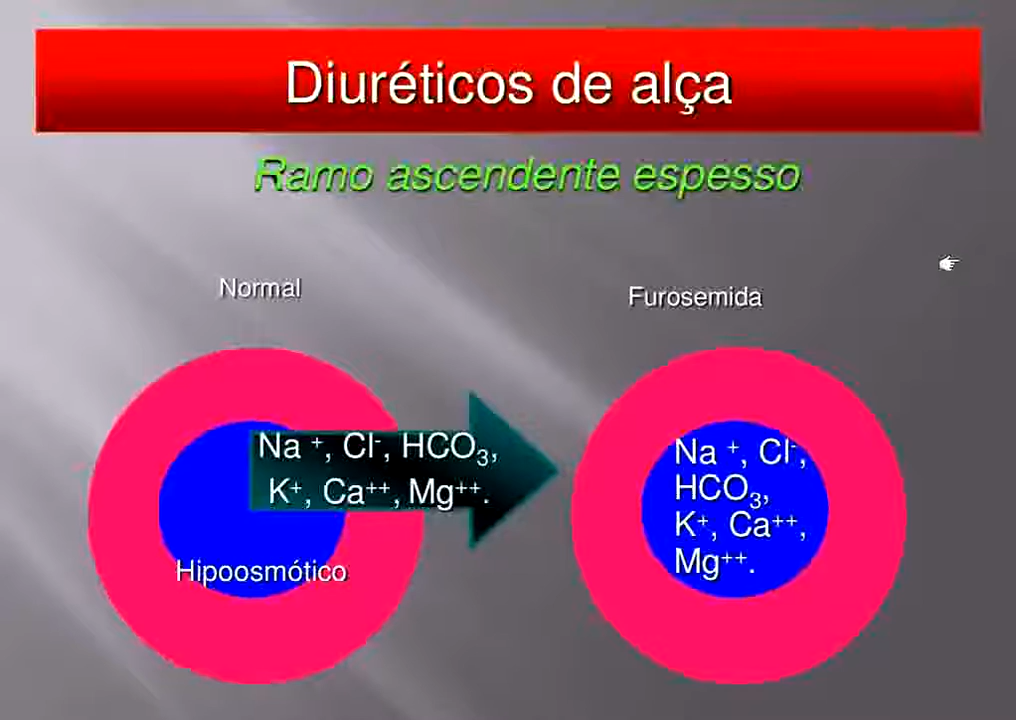 Diuréticos de alça
Ramo ascendente espesso
Normal
Furosemida
Na ⁺, Cl⁻, HCO₃,
K⁺, Ca⁺⁺, Mg⁺⁺.
Hipoosmótico
Na ⁺, Cl⁻,
HCO₃,
K⁺, Ca⁺⁺,
Mg⁺⁺.